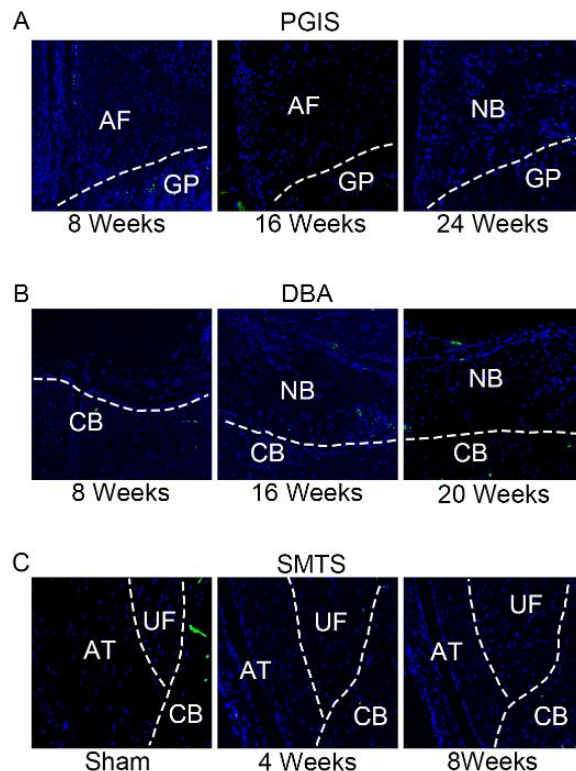 A PGIS
AF AF NB
GP GP GP
8 Weeks 16 Weeks 24 Weeks
B DBA
NB NB
CB CB CB
8 Weeks 16 Weeks 20 Weeks
C SMTS
UF UF UF
AT AT AT
CB CB CB
Sham 4 Weeks 8Weeks